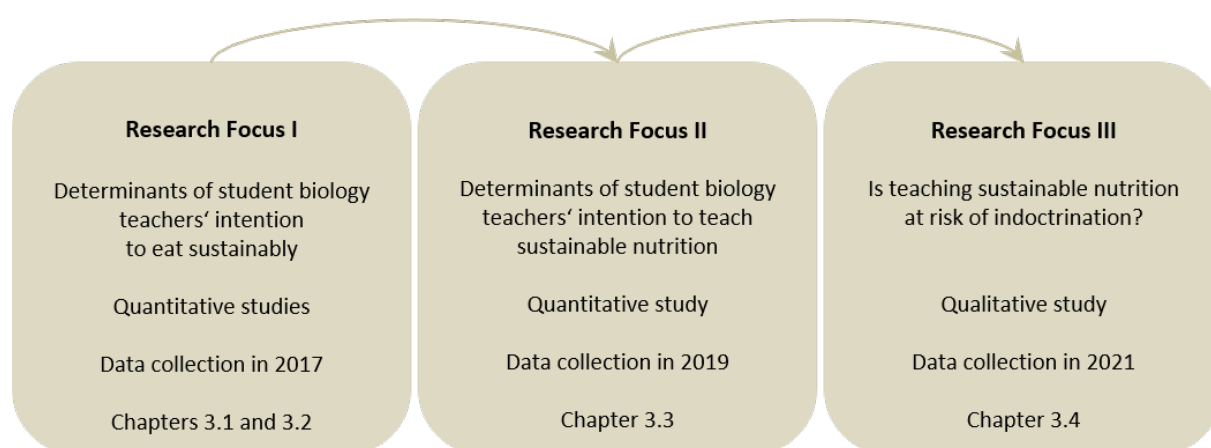 Research Focus I
Determinants of student biology
teachers‘ intention
to eat sustainably
Quantitative studies
Data collection in 2017
Chapters 3.1 and 3.2
Research Focus II
Determinants of student biology
teachers‘ intention to teach
sustainable nutrition
Quantitative study
Data collection in 2019
Chapter 3.3
Research Focus III
Is teaching sustainable nutrition
at risk of indoctrination?
Qualitative study
Data collection in 2021
Chapter 3.4